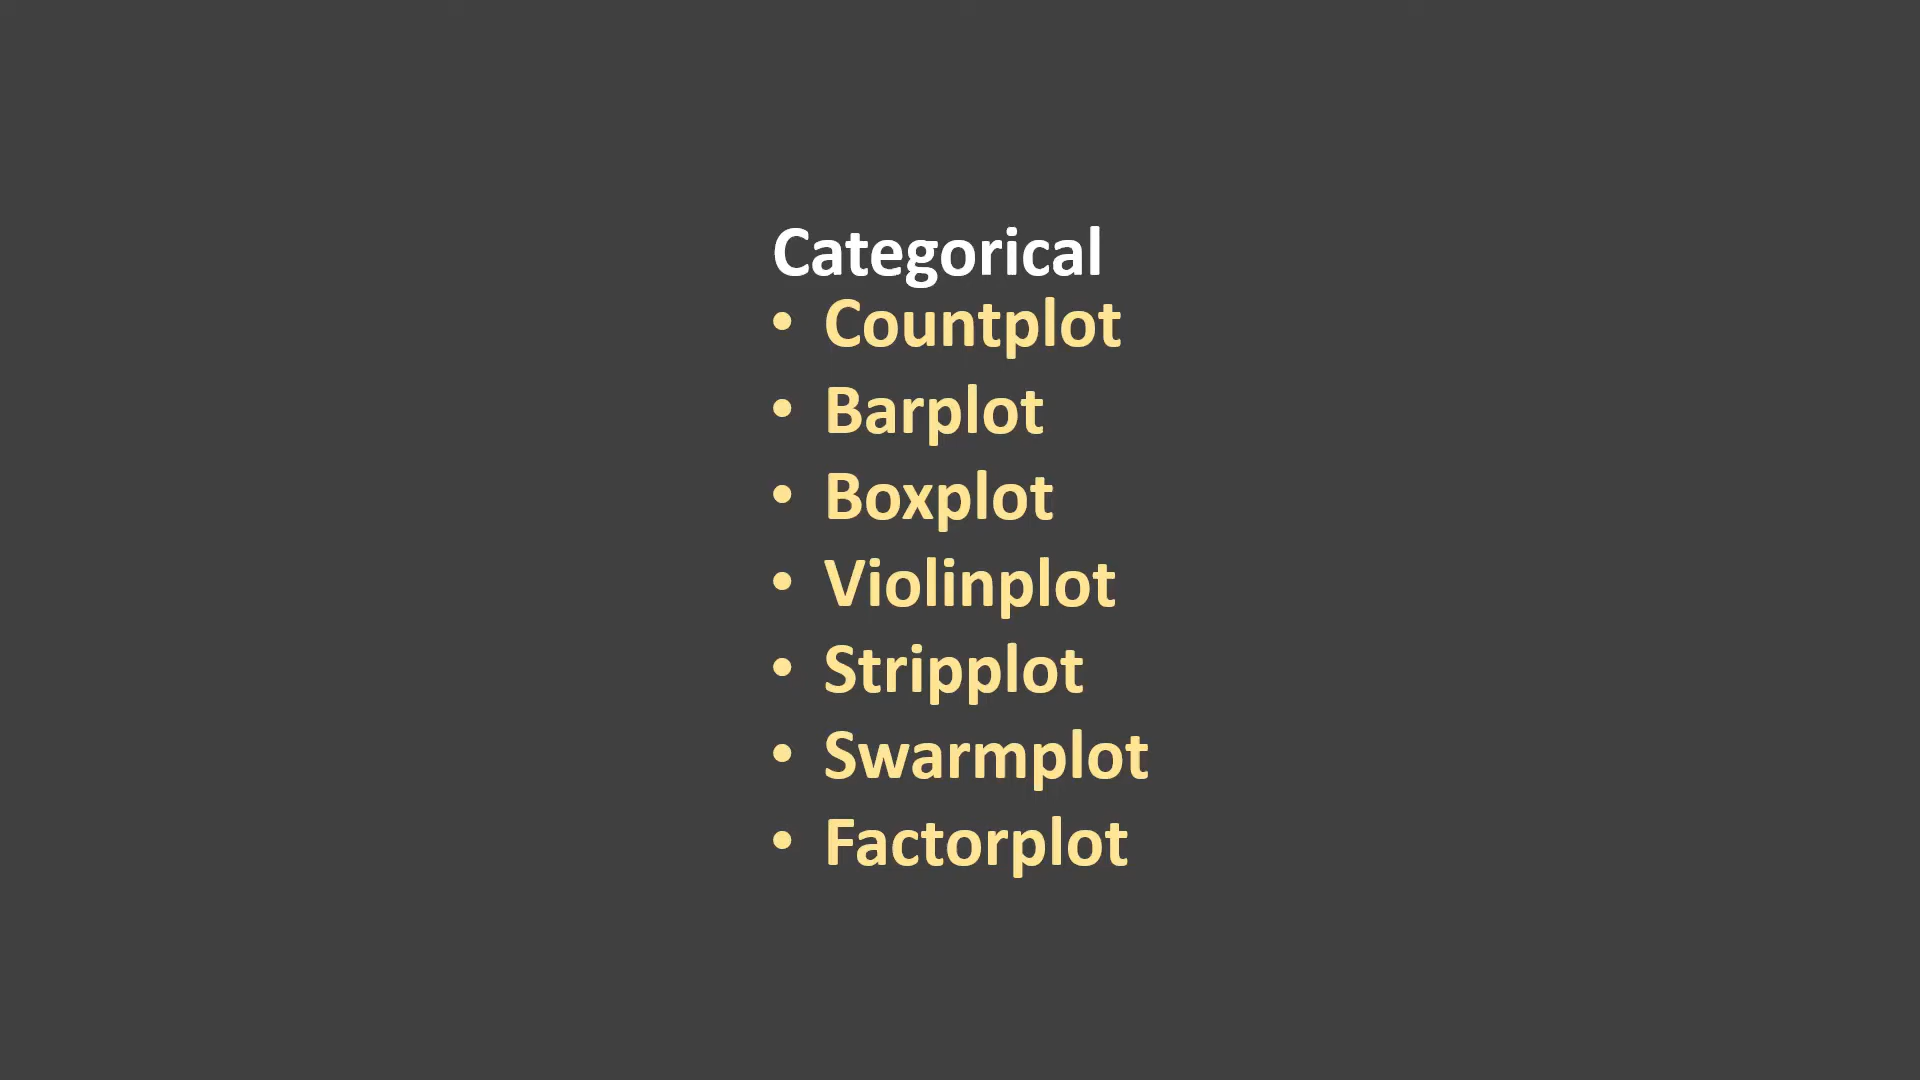 Categorical
• Countplot
• Barplot
• Boxplot
• Violinplot
• Stripplot
• Swarmplot
• Factorplot